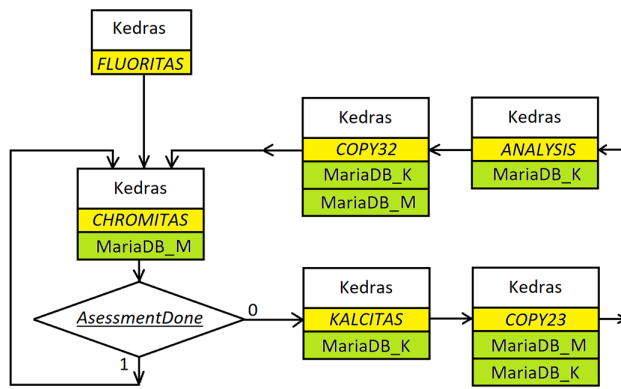 Kedras
FLUORITAS
Kedras
COPY32
MariaDB_K
MariaDB_M
Kedras
ANALYSIS
MariaDB_K
Kedras
CHROMITAS
MariaDB_M
AsessmentDone
0
1
Kedras
KALCITAS
MariaDB_K
Kedras
COPY23
MariaDB_M
MariaDB_K